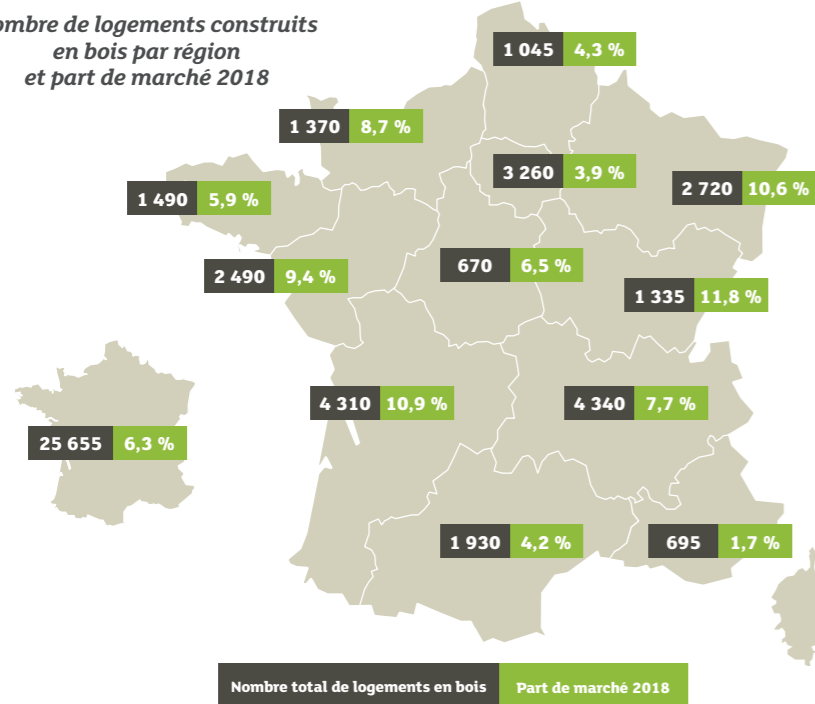 ombre de logements construits
en bois par région
et part de marché 2018
1 045 4,3 %
1 370 8,7 %
3 260 3,9 %
2 720 10,6 %
1 490 5,9 %
2 490 9,4 %
670 6,5 %
1 335 11,8 %
4 310 10,9 %
4 340 7,7 %
25 655 6,3 %
1 930 4,2 %
695 1,7 %
Nombre total de logements en bois Part de marché 2018